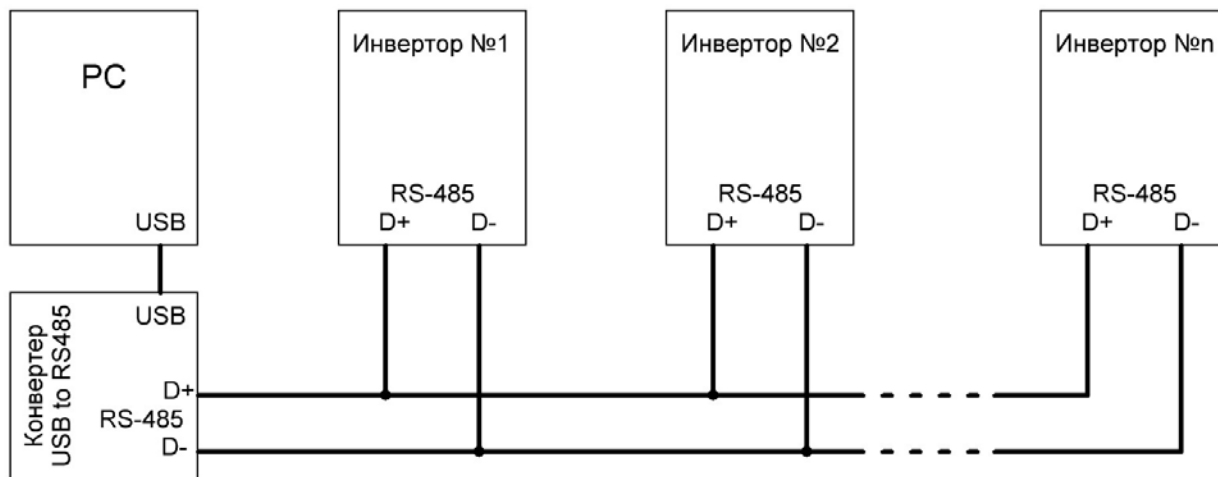 PC
USB
Инвертор №1
RS-485
D+ D-
Инвертор №2
RS-485
D+ D-
Инвертор №n
RS-485
D+ D-
Конвертер
USB to RS485
USB
D+
RS-485
D-